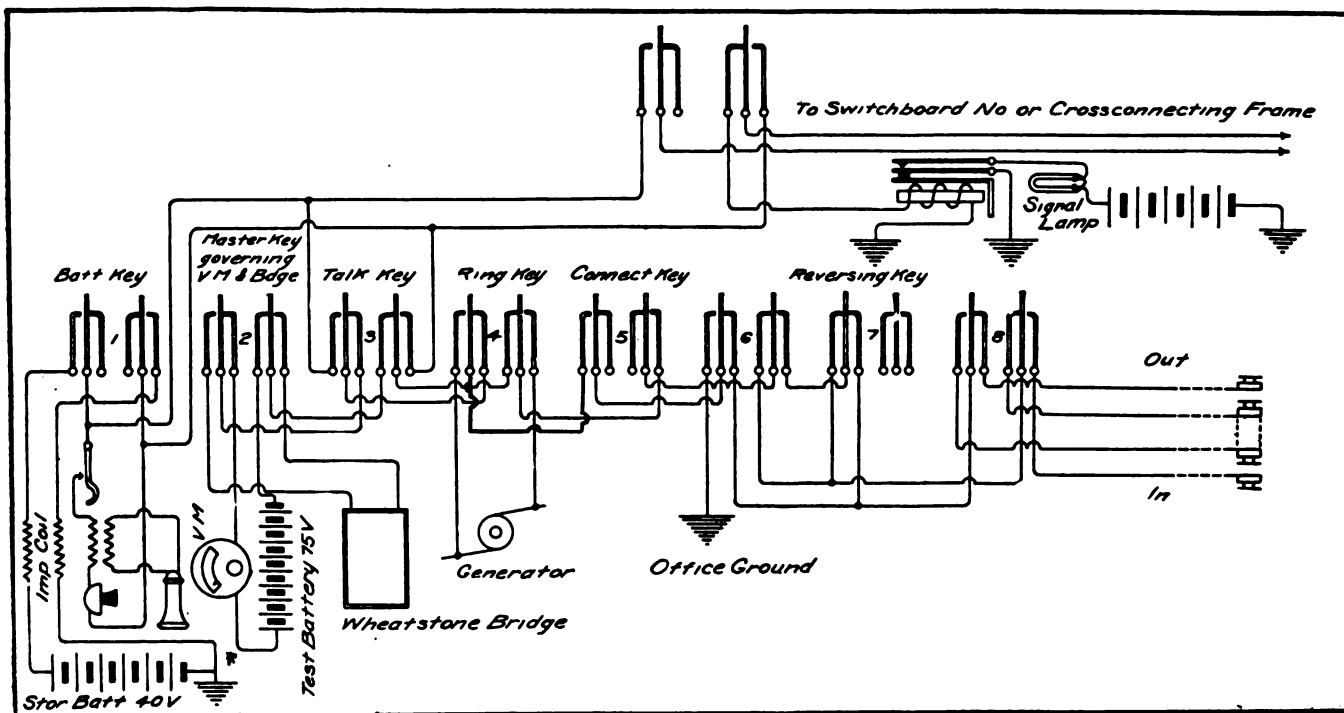 To Switchboard No or Crossconnecting Frame
Signal
Lamp
Batt Key
Master Key
governing
VM & Bdge
Talk Key
Ring Key
Connect Key
Reversing Key
1
2
3
4
5
6
7
8
Out
In
Imp Coil
VM
Test Battery 75V
Wheatstone Bridge
Generator
Office Ground
Stor Batt 40V